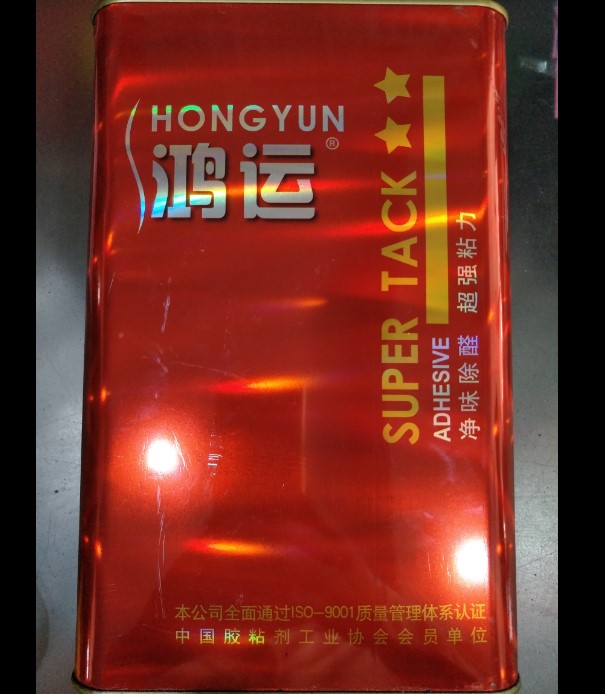 HONGYUN
鸿运®
SUPER TACK
ADHESIVE
净味除醛 超强粘力
本公司全面通过ISO-9001质量管理体系认证
中国胶粘剂工业协会会员单位